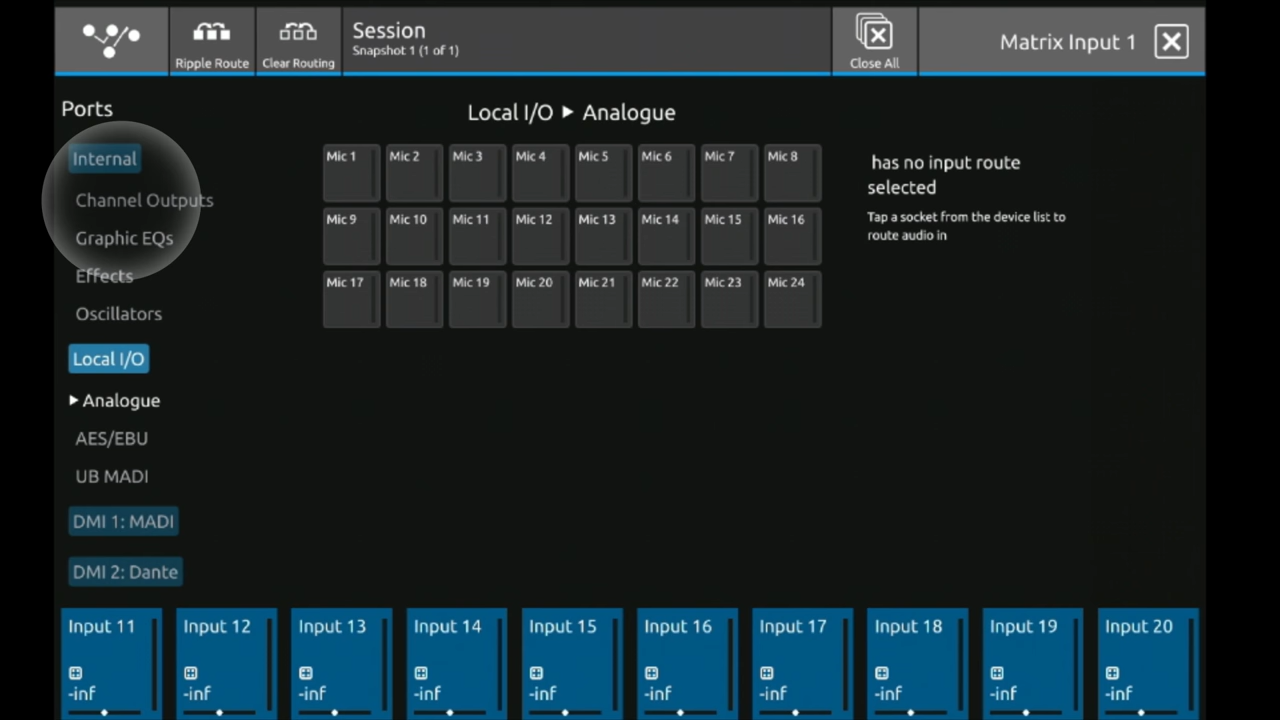 Ripple Route
Clear Routing
Session
Snapshot 1 (1 of 1)
Close All
Matrix Input 1
Ports
Internal
Channel Outputs
Graphic EQs
Effects
Oscillators
Local I/O
Analogue
AES/EBU
UB MADI
DMI 1: MADI
DMI 2: Dante
Local I/O ▶ Analogue
Mic 1 Mic 2 Mic 3 Mic 4 Mic 5 Mic 6 Mic 7 Mic 8
Mic 9 Mic 10 Mic 11 Mic 12 Mic 13 Mic 14 Mic 15 Mic 16
Mic 17 Mic 18 Mic 19 Mic 20 Mic 21 Mic 22 Mic 23 Mic 24
has no input route
selected
Tap a socket from the device list to
route audio in
Input 11 Input 12 Input 13 Input 14 Input 15 Input 16 Input 17 Input 18 Input 19 Input 20
-inf -inf -inf -inf -inf -inf -inf -inf -inf -inf